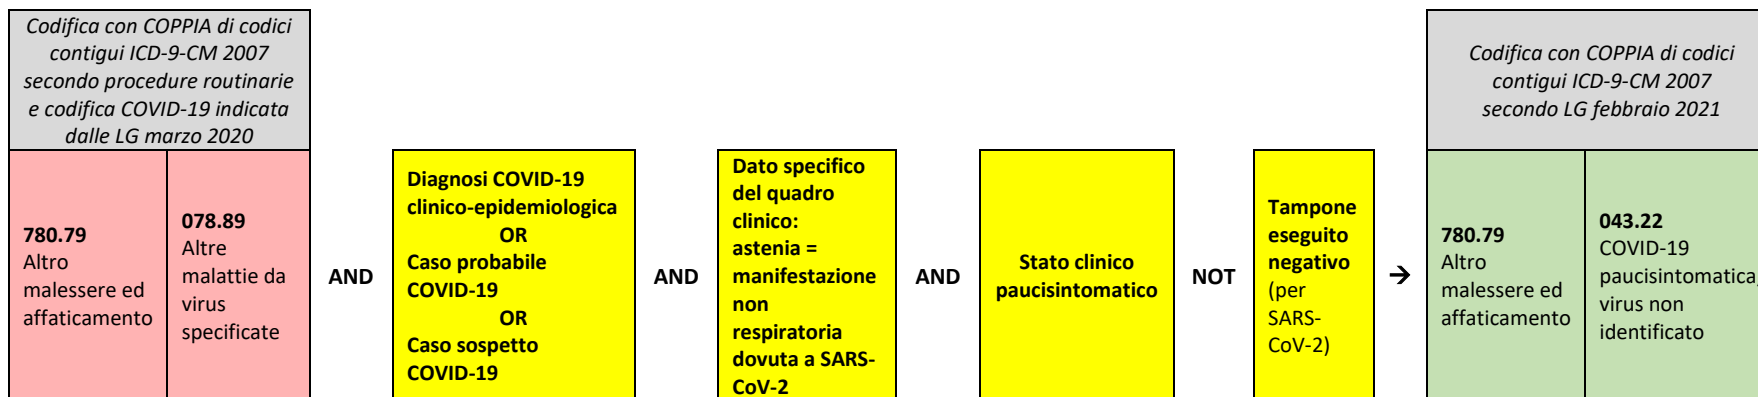 Codifica con COPPIA di codici
contigui ICD-9-CM 2007
secondo procedure routinarie
e codifica COVID-19 indicata
dalle LG marzo 2020
780.79
Altro
malessere ed
affaticamento
078.89
Altre
malattie da
virus
specificate
AND
Diagnosi COVID-19
clinico-epidemiologica
OR
Caso probabile
COVID-19
OR
Caso sospetto
COVID-19
AND
Dato specifico
del quadro
clinico:
astenia =
manifestazione
non
respiratoria
dovuta a SARS-
CoV-2
AND
Stato clinico
paucisintomatico
NOT
Tampone
eseguito
negativo
(per
SARS-
CoV-2)
→
Codifica con COPPIA di codici
contigui ICD-9-CM 2007
secondo LG febbraio 2021
780.79
Altro
malessere ed
affaticamento
043.22
COVID-19
paucisintomatica,
virus non
identificato